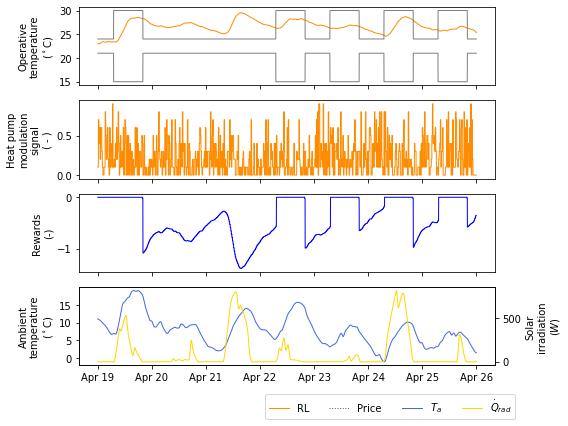 Operative
temperature
(°C)
30
25
20
15
Heat pump
modulation
signal
( - )
0.5
0.0
Rewards
(-)
0
−1
Ambient
temperature
(°C)
15
10
5
0
500
0
Solar
irradiation
(W)
Apr 19 Apr 20 Apr 21 Apr 22 Apr 23 Apr 24 Apr 25 Apr 26
RL Price Tₐ Q̇rad